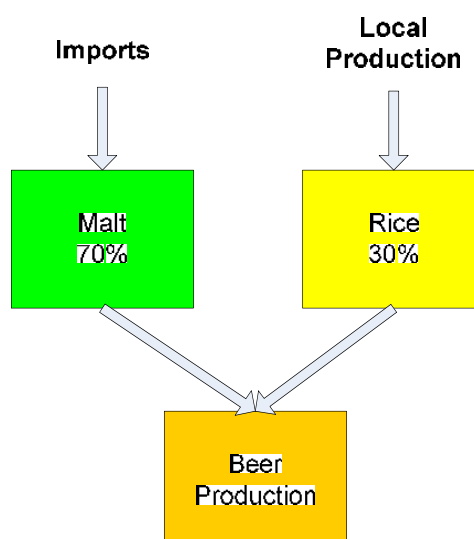 Imports
Local
Production
Malt
70%
Rice
30%
Beer
Production